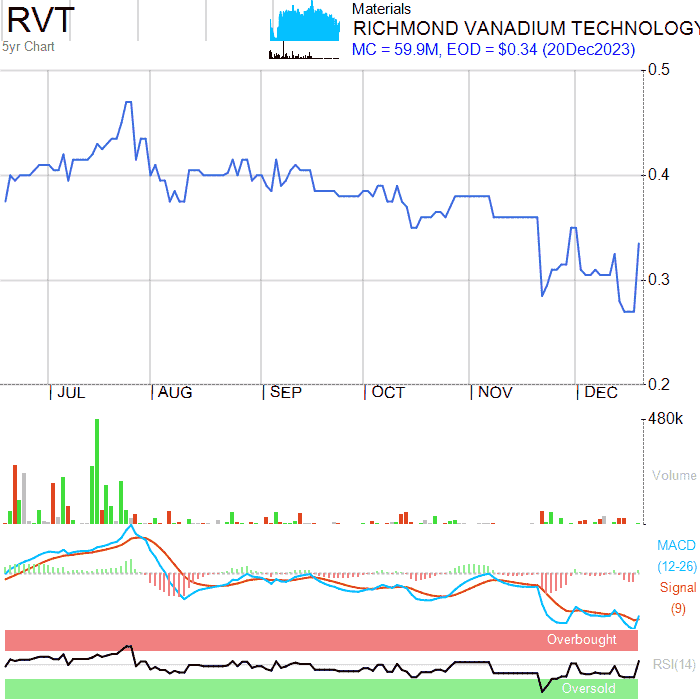 RVT
5yr Chart
Materials
RICHMOND VANADIUM TECHNOLOGY
MC = 59.9M, EOD = $0.34 (20Dec2023)
0.5
0.4
0.3
0.2
JUL AUG SEP OCT NOV DEC
480k
Volume
MACD
(12-26)
Signal
(9)
Overbought
RSI(14)
Oversold